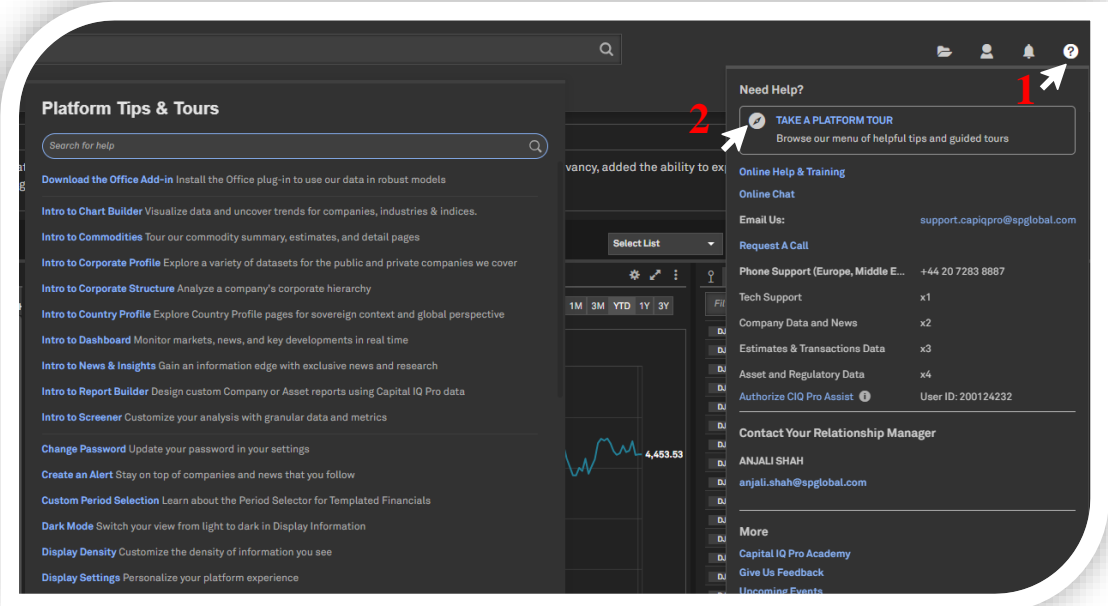 1
Need Help?
2
TAKE A PLATFORM TOUR
Browse our menu of helpful tips and guided tours
Online Help & Training
Online Chat
Email Us: support.capiqpro@spglobal.com
Request A Call
Phone Support (Europe, Middle E... +44 20 7283 8887
Tech Support x1
Company Data and News x2
Estimates & Transactions Data x3
Asset and Regulatory Data x4
Authorize CIQ Pro Assist User ID: 200124232
Contact Your Relationship Manager
ANJALI SHAH
anjali.shah@spglobal.com
More
Capital IQ Pro Academy
Give Us Feedback
Upcoming Events
Platform Tips & Tours
Search for help
Download the Office Add-in Install the Office plug-in to use our data in robust models
Intro to Chart Builder Visualize data and uncover trends for companies, industries & indices.
Intro to Commodities Tour our commodity summary, estimates, and detail pages
Intro to Corporate Profile Explore a variety of datasets for the public and private companies we cover
Intro to Corporate Structure Analyze a company's corporate hierarchy
Intro to Country Profile Explore Country Profile pages for sovereign context and global perspective
Intro to Dashboard Monitor markets, news, and key developments in real time
Intro to News & Insights Gain an information edge with exclusive news and research
Intro to Report Builder Design custom Company or Asset reports using Capital IQ Pro data
Intro to Screener Customize your analysis with granular data and metrics
Change Password Update your password in your settings
Create an Alert Stay on top of companies and news that you follow
Custom Period Selection Learn about the Period Selector for Templated Financials
Dark Mode Switch your view from light to dark in Display Information
Display Density Customize the density of information you see
Display Settings Personalize your platform experience
vancy, added the ability to
Select List
1M 3M YTD 1Y 3Y
4,453.53